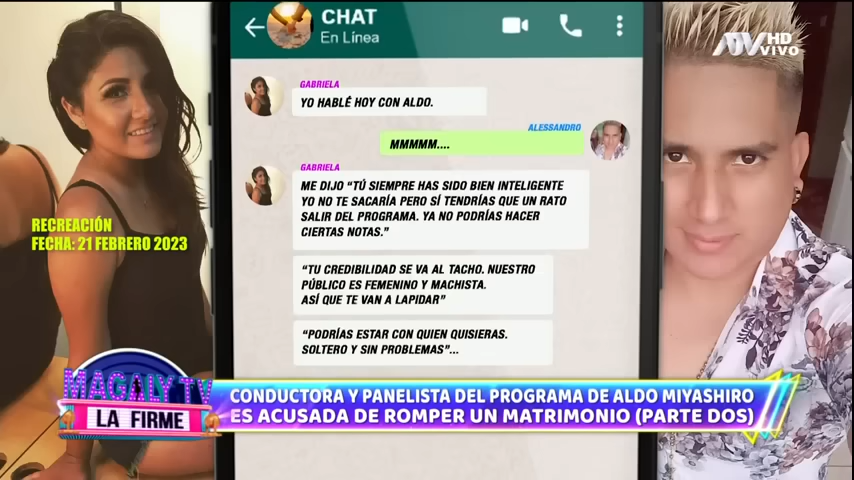 CHAT
En Línea
ATV HD
VIVO
GABRIELA
YO HABLÉ HOY CON ALDO.
ALESSANDRO
MMMMM....
GABRIELA
ME DIJO “TÚ SIEMPRE HAS SIDO BIEN INTELIGENTE
YO NO TE SACARÍA PERO SÍ TENDRÍAS QUE UN RATO
SALIR DEL PROGRAMA. YA NO PODRÍAS HACER
CIERTAS NOTAS.”
RECREACIÓN
FECHA: 21 FEBRERO 2023
“TU CREDIBILIDAD SE VA AL TACHO. NUESTRO
PÚBLICO ES FEMENINO Y MACHISTA.
ASÍ QUE TE VAN A LAPIDAR”
“PODRÍAS ESTAR CON QUIEN QUISIERAS.
SOLTERO Y SIN PROBLEMAS”...
MAGALY TV
LA FIRME
CONDUCTORA Y PANELISTA DEL PROGRAMA DE ALDO MIYASHIRO
ES ACUSADA DE ROMPER UN MATRIMONIO (PARTE DOS)